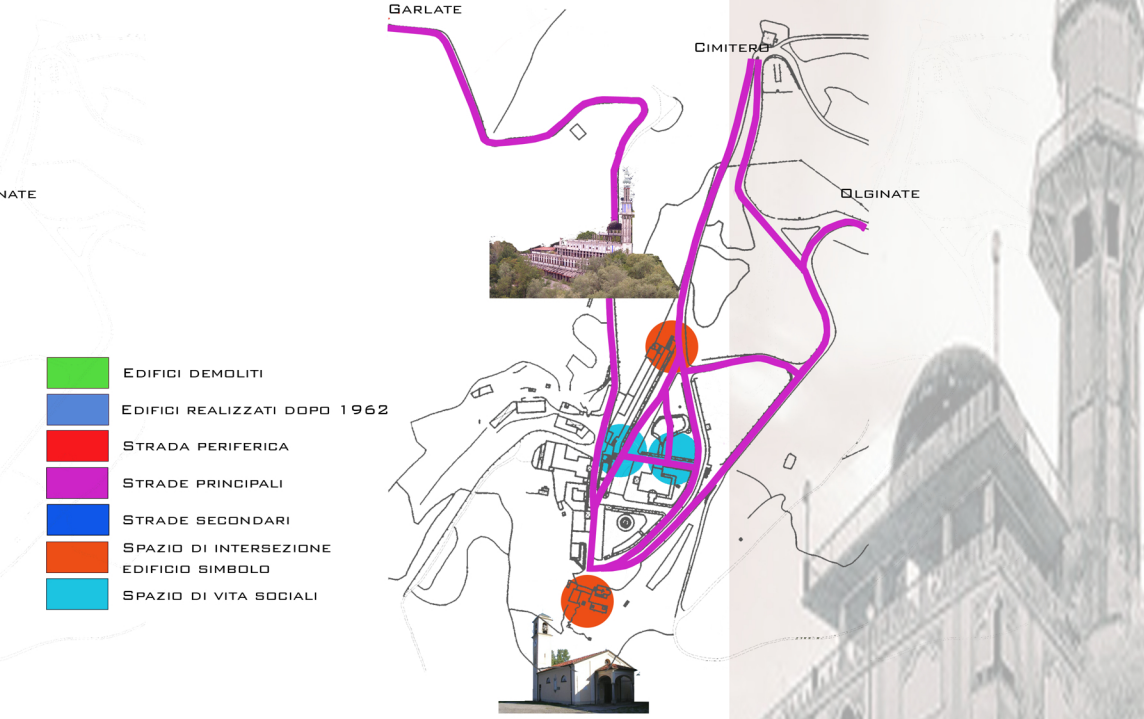 GARLATE
CIMITERO
OLGINATE
NATE
EDIFICI DEMOLITI
EDIFICI REALIZZATI DOPO 1962
STRADA PERIFERICA
STRADE PRINCIPALI
STRADE SECONDARI
SPAZIO DI INTERSEZIONE
EDIFICIO SIMBOLO
SPAZIO DI VITA SOCIALI